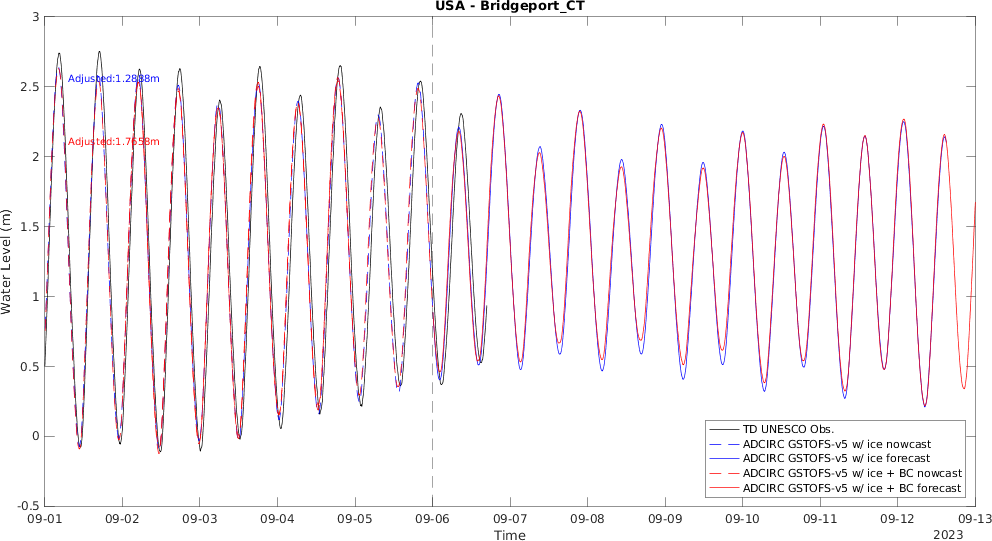 USA - Bridgeport_CT
Water Level (m)
3
2.5
2
1.5
1
0.5
0
-0.5
Adjusted:1.2838m
Adjusted:1.7658m
TD UNESCO Obs.
ADCIRC GSTOFS-v5 w/ ice nowcast
ADCIRC GSTOFS-v5 w/ ice forecast
ADCIRC GSTOFS-v5 w/ ice + BC nowcast
ADCIRC GSTOFS-v5 w/ ice + BC forecast
09-01 09-02 09-03 09-04 09-05 09-06 09-07 09-08 09-09 09-10 09-11 09-12 09-13
Time
2023